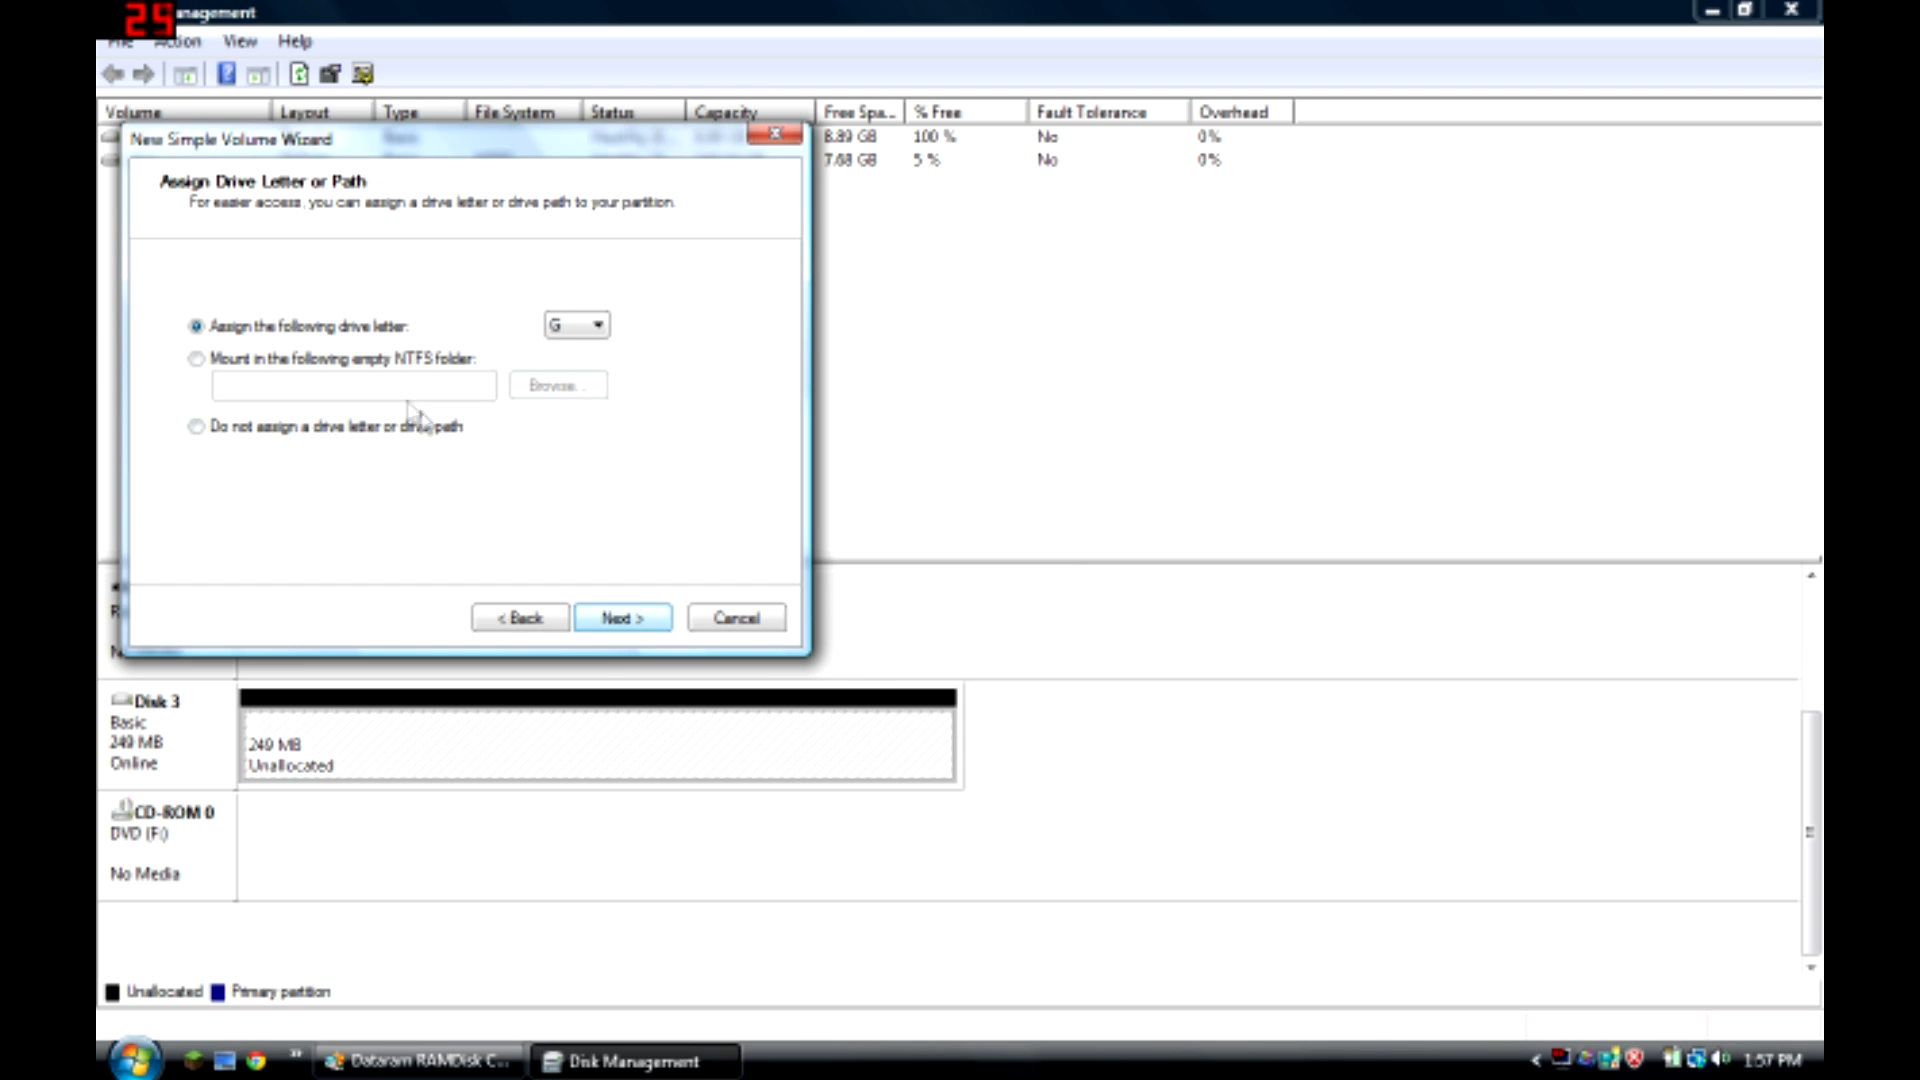 29
anagement
File Action View Help
Volume Layout Type File System Status Capacity Free Spa... % Free Fault Tolerance Overhead
8.89 GB 100 % No 0%
7.68 GB 5 % No 0%
New Simple Volume Wizard
Assign Drive Letter or Path
For easier access, you can assign a drive letter or drive path to your partition.
Assign the following drive letter: G
Mount in the following empty NTFS folder:
Browse...
Do not assign a drive letter or drive path
< Back Next > Cancel
Disk 3
Basic
249 MB
Online
249 MB
Unallocated
CD-ROM 0
DVD (F:)
No Media
Unallocated Primary partition
Dataram RAMDisk C... Disk Management 1:57 PM